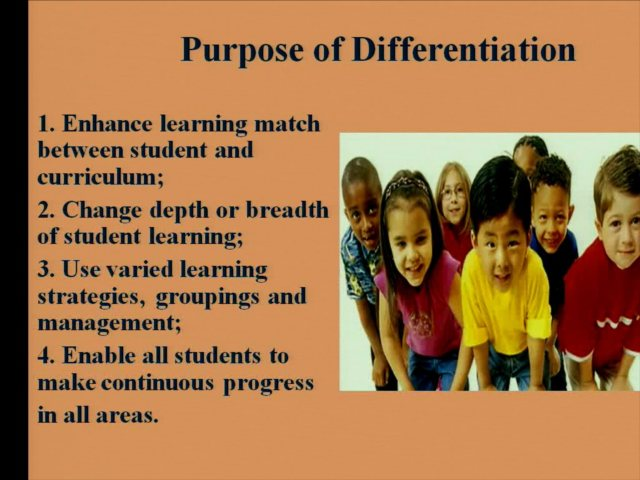 Purpose of Differentiation
1. Enhance learning match
between student and
curriculum;
2. Change depth or breadth
of student learning;
3. Use varied learning
strategies, groupings and
management;
4. Enable all students to
make continuous progress
in all areas.